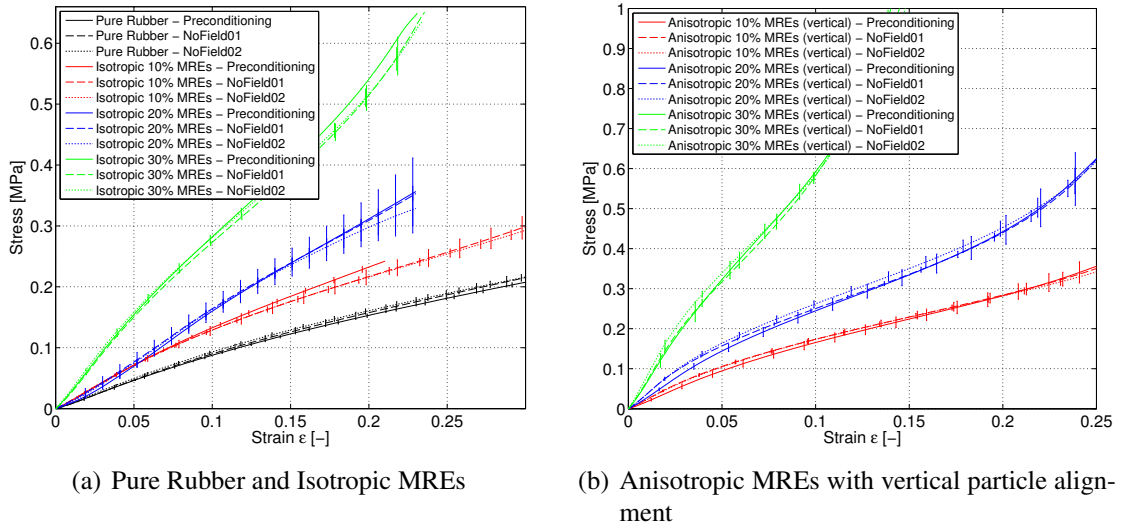 Pure Rubber – Preconditioning
Pure Rubber – NoField01
Pure Rubber – NoField02
Isotropic 10% MREs – Preconditioning
Isotropic 10% MREs – NoField01
Isotropic 10% MREs – NoField02
Isotropic 20% MREs – Preconditioning
Isotropic 20% MREs – NoField01
Isotropic 20% MREs – NoField02
Isotropic 30% MREs – Preconditioning
Isotropic 30% MREs – NoField01
Isotropic 30% MREs – NoField02
0.6
0.5
0.4
0.3
0.2
0.1
0
Stress [MPa]
0 0.05 0.1 0.15 0.2 0.25
Strain ε [-]
(a) Pure Rubber and Isotropic MREs
Anisotropic 10% MREs (vertical) – Preconditioning
Anisotropic 10% MREs (vertical) – NoField01
Anisotropic 10% MREs (vertical) – NoField02
Anisotropic 20% MREs (vertical) – Preconditioning
Anisotropic 20% MREs (vertical) – NoField01
Anisotropic 20% MREs (vertical) – NoField02
Anisotropic 30% MREs (vertical) – Preconditioning
Anisotropic 30% MREs (vertical) – NoField01
Anisotropic 30% MREs (vertical) – NoField02
1
0.9
0.8
0.7
0.6
0.5
0.4
0.3
0.2
0.1
0
Stress [MPa]
0 0.05 0.1 0.15 0.2 0.25
Strain ε [-]
(b) Anisotropic MREs with vertical particle align-
ment